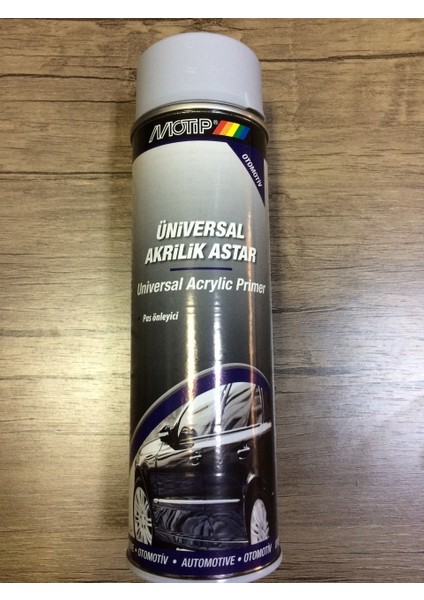 MOTIP®
OTOMOTİV
ÜNİVERSAL
AKRİLİK ASTAR
Universal Acrylic Primer
Pas önleyici
• OTOMOTİV • AUTOMOTIVE • OTOMOTİV •